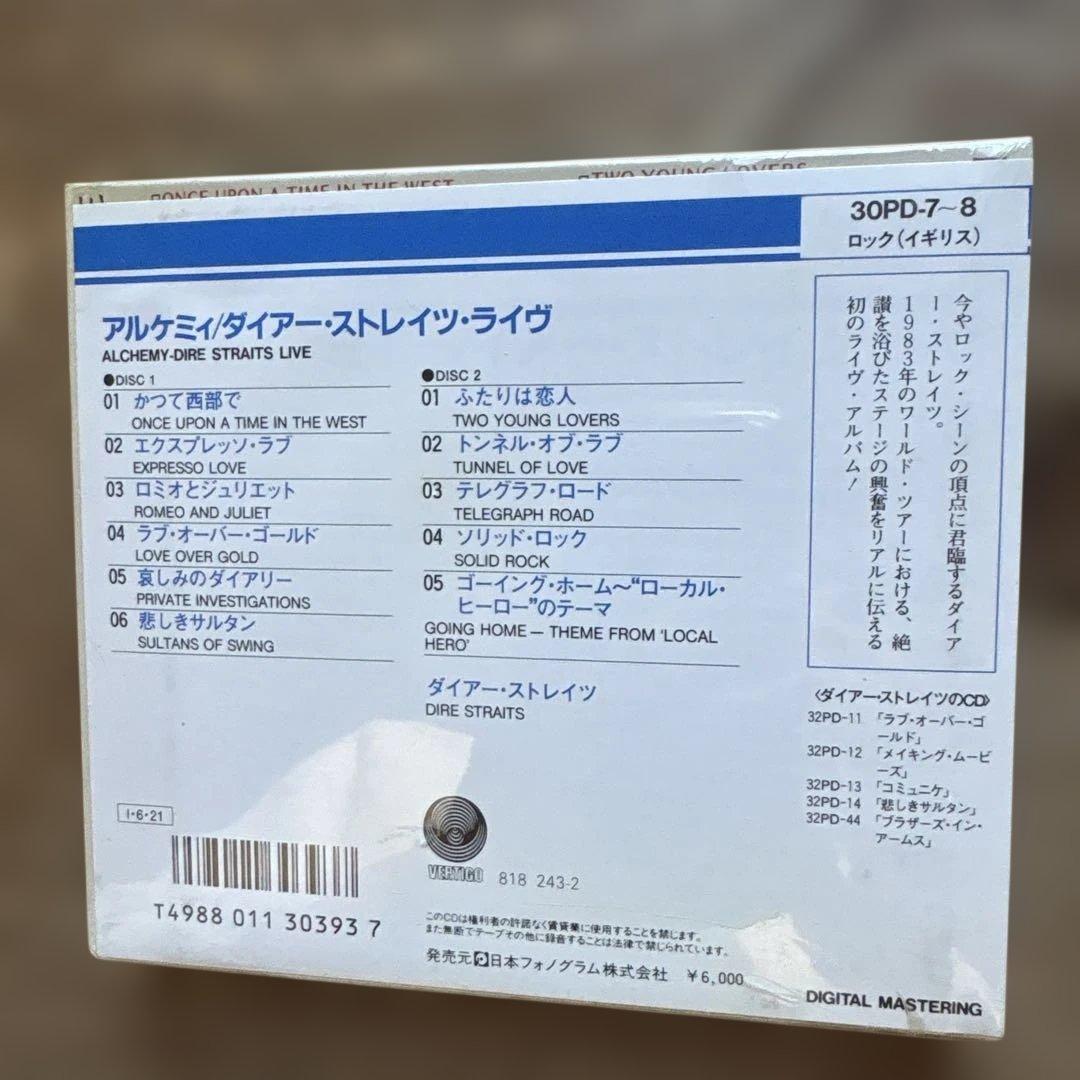 ONCE UPON A TIME IN THE WEST
TWO YOUNG LOVERS
30PD-7~8
ロック(イギリス)
アルケミィ/ダイアー・ストレイツ・ライヴ
ALCHEMY-DIRE STRAITS LIVE
●DISC 1
01 かつて西部で
ONCE UPON A TIME IN THE WEST
02 エクスプレッソ・ラブ
EXPRESSO LOVE
03 ロミオとジュリエット
ROMEO AND JULIET
04 ラブ・オーバー・ゴールド
LOVE OVER GOLD
05 哀しみのダイアリー
PRIVATE INVESTIGATIONS
06 悲しきサルタン
SULTANS OF SWING
●DISC 2
01 ふたりは恋人
TWO YOUNG LOVERS
02 トンネル・オブ・ラブ
TUNNEL OF LOVE
03 テレグラフ・ロード
TELEGRAPH ROAD
04 ソリッド・ロック
SOLID ROCK
05 ゴーイング・ホーム〜“ローカル・
ヒーロー”のテーマ
GOING HOME — THEME FROM 'LOCAL
HERO'
ダイアー・ストレイツ
DIRE STRAITS
今やロック・シーンの頂点に君臨するダイア
ー・ストレイツ。
1983年のワールド・ツアーにおける、絶
讃を浴びたステージの興奮をリアルに伝える
初のライヴ・アルバム!
〈ダイアー・ストレイツのCD〉
32PD-11 「ラブ・オーバー・ゴ
ールド」
32PD-12 「メイキング・ムービ
ーズ」
32PD-13 「コミュニケ」
32PD-14 「悲しきサルタン」
32PD-44 「ブラザーズ・イン・
アームス」
I・6・21
T4988 011 30393 7
VERTIGO 818 243-2
このCDは権利者の許諾なく賃貸業に使用することを禁じます。
また無断でテープその他に録音することは法律で禁じられています。
発売元 日本フォノグラム株式会社 ¥6,000
DIGITAL MASTERING